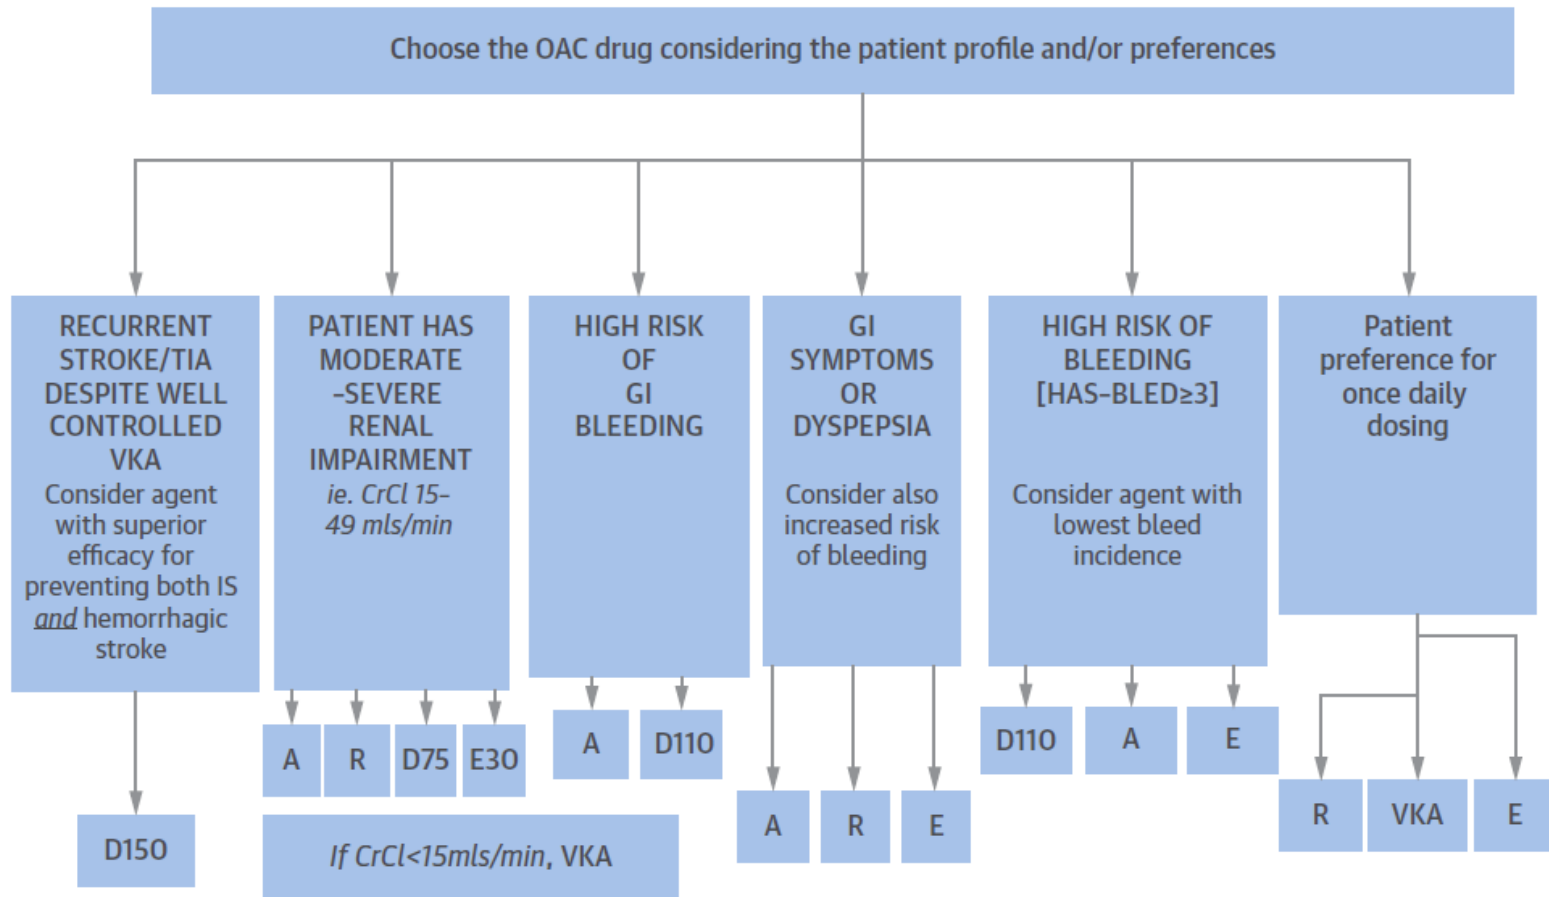 Choose the OAC drug considering the patient profile and/or preferences
RECURRENT
STROKE/TIA
DESPITE WELL
CONTROLLED
VKA
Consider agent
with superior
efficacy for
preventing both IS
and hemorrhagic
stroke
D150
PATIENT HAS
MODERATE
-SEVERE
RENAL
IMPAIRMENT
ie. CrCl 15-
49 mls/min
A
R
D75
E30
If CrCl<15mls/min, VKA
HIGH RISK
OF
GI
BLEEDING
A
D110
GI
SYMPTOMS
OR
DYSPEPSIA
Consider also
increased risk
of bleeding
A
R
E
HIGH RISK OF
BLEEDING
[HAS-BLED≥3]
Consider agent with
lowest bleed
incidence
D110
A
E
Patient
preference for
once daily
dosing
R
VKA
E